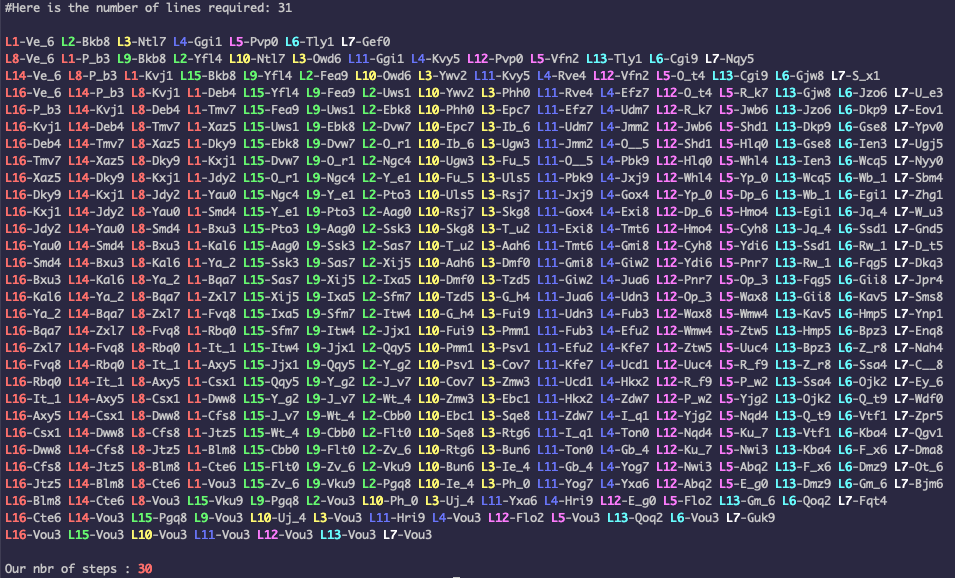 #Here is the number of lines required: 31
L1-Ve_6 L2-Bkb8 L3-Ntl7 L4-Ggi1 L5-Pvp0 L6-Tly1 L7-Gef0
L8-Ve_6 L1-P_b3 L9-Bkb8 L2-Yfl4 L10-Ntl7 L3-Owd6 L11-Ggi1 L4-Kvy5 L12-Pvp0 L5-Vfn2 L13-Tly1 L6-Cgi9 L7-Nqy5
L14-Ve_6 L8-P_b3 L1-Kvj1 L15-Bkb8 L9-Yfl4 L2-Fea9 L10-Owd6 L3-Ywv2 L11-Kvy5 L4-Rve4 L12-Vfn2 L5-O_t4 L13-Cgi9 L6-Gjw8 L7-S_x1
L16-Ve_6 L14-P_b3 L8-Kvj1 L1-Deb4 L15-Yfl4 L9-Fea9 L2-Uws1 L10-Ywv2 L3-Phh0 L11-Rve4 L4-Efz7 L12-O_t4 L5-R_k7 L13-Gjw8 L6-Jzo6 L7-U_e3
L16-P_b3 L14-Kvj1 L8-Deb4 L1-Tmv7 L15-Fea9 L9-Uws1 L2-Ebk8 L10-Phh0 L3-Epc7 L11-Efz7 L4-Udm7 L12-R_k7 L5-Jwb6 L13-Jzo6 L6-Dkp9 L7-Eov1
L16-Kvj1 L14-Deb4 L8-Tmv7 L1-Xaz5 L15-Uws1 L9-Ebk8 L2-Dvw7 L10-Epc7 L3-Ib_6 L11-Udm7 L4-Jmm2 L12-Jwb6 L5-Shd1 L13-Dkp9 L6-Gse8 L7-Ypv0
L16-Deb4 L14-Tmv7 L8-Xaz5 L1-Dky9 L15-Ebk8 L9-Dvw7 L2-O_r1 L10-Ib_6 L3-Ugw3 L11-Jmm2 L4-O__5 L12-Shd1 L5-Hlq0 L13-Gse8 L6-Ien3 L7-Ugj5
L16-Tmv7 L14-Xaz5 L8-Dky9 L1-Kxj1 L15-Dvw7 L9-O_r1 L2-Ngc4 L10-Ugw3 L3-Fu_5 L11-O__5 L4-Pbk9 L12-Hlq0 L5-Whl4 L13-Ien3 L6-Wcq5 L7-Nyy0
L16-Xaz5 L14-Dky9 L8-Kxj1 L1-Jdy2 L15-O_r1 L9-Ngc4 L2-Y_e1 L10-Fu_5 L3-Uls5 L11-Pbk9 L4-Jxj9 L12-Whl4 L5-Yp_0 L13-Wcq5 L6-Wb_1 L7-Sbm4
L16-Dky9 L14-Kxj1 L8-Jdy2 L1-Yau0 L15-Ngc4 L9-Y_e1 L2-Pto3 L10-Uls5 L3-Rsj7 L11-Jxj9 L4-Gox4 L12-Yp_0 L5-Dp_6 L13-Wb_1 L6-Egi1 L7-Zhg1
L16-Kxj1 L14-Jdy2 L8-Yau0 L1-Smd4 L15-Y_e1 L9-Pto3 L2-Aag0 L10-Rsj7 L3-Skg8 L11-Gox4 L4-Exi8 L12-Dp_6 L5-Hmo4 L13-Egi1 L6-Jq_4 L7-W_u3
L16-Jdy2 L14-Yau0 L8-Smd4 L1-Bxu3 L15-Pto3 L9-Aag0 L2-Ssk3 L10-Skg8 L3-T_u2 L11-Exi8 L4-Tmt6 L12-Hmo4 L5-Cyh8 L13-Jq_4 L6-Ssd1 L7-Gnd5
L16-Yau0 L14-Smd4 L8-Bxu3 L1-Kal6 L15-Aag0 L9-Ssk3 L2-Sas7 L10-T_u2 L3-Aah6 L11-Tmt6 L4-Gmi8 L12-Cyh8 L5-Ydi6 L13-Ssd1 L6-Rw_1 L7-D_t5
L16-Smd4 L14-Bxu3 L8-Kal6 L1-Ya_2 L15-Ssk3 L9-Sas7 L2-Xij5 L10-Aah6 L3-Dmf0 L11-Gmi8 L4-Giw2 L12-Ydi6 L5-Pnr7 L13-Rw_1 L6-Fqg5 L7-Dkq3
L16-Bxu3 L14-Kal6 L8-Ya_2 L1-Bqa7 L15-Sas7 L9-Xij5 L2-Ixa5 L10-Dmf0 L3-Tzd5 L11-Giw2 L4-Jua6 L12-Pnr7 L5-Op_3 L13-Fqg5 L6-Gii8 L7-Jpr4
L16-Kal6 L14-Ya_2 L8-Bqa7 L1-Zxl7 L15-Xij5 L9-Ixa5 L2-Sfm7 L10-Tzd5 L3-G_h4 L11-Jua6 L4-Udn3 L12-Op_3 L5-Wax8 L13-Gii8 L6-Kav5 L7-Sms8
L16-Ya_2 L14-Bqa7 L8-Zxl7 L1-Fvq8 L15-Ixa5 L9-Sfm7 L2-Itw4 L10-G_h4 L3-Fui9 L11-Udn3 L4-Fub3 L12-Wax8 L5-Wmw4 L13-Kav5 L6-Hmp5 L7-Ynp1
L16-Bqa7 L14-Zxl7 L8-Fvq8 L1-Rbq0 L15-Sfm7 L9-Itw4 L2-Jjx1 L10-Fui9 L3-Pmm1 L11-Fub3 L4-Efu2 L12-Wmw4 L5-Ztw5 L13-Hmp5 L6-Bpz3 L7-Enq8
L16-Zxl7 L14-Fvq8 L8-Rbq0 L1-It_1 L15-Itw4 L9-Jjx1 L2-Qqy5 L10-Pmm1 L3-Psv1 L11-Efu2 L4-Kfe7 L12-Ztw5 L5-Uuc4 L13-Bpz3 L6-Z_r8 L7-Nah4
L16-Fvq8 L14-Rbq0 L8-It_1 L1-Axy5 L15-Jjx1 L9-Qqy5 L2-Y_g2 L10-Psv1 L3-Cov7 L11-Kfe7 L4-Ucd1 L12-Uuc4 L5-R_f9 L13-Z_r8 L6-Ssa4 L7-C__8
L16-Rbq0 L14-It_1 L8-Axy5 L1-Csx1 L15-Qqy5 L9-Y_g2 L2-J_v7 L10-Cov7 L3-Zmw3 L11-Ucd1 L4-Hkx2 L12-R_f9 L5-P_w2 L13-Ssa4 L6-Ojk2 L7-Ey_6
L16-It_1 L14-Axy5 L8-Csx1 L1-Dww8 L15-Y_g2 L9-J_v7 L2-Wt_4 L10-Zmw3 L3-Ebc1 L11-Hkx2 L4-Zdw7 L12-P_w2 L5-Yjg2 L13-Ojk2 L6-Q_t9 L7-Wdf0
L16-Axy5 L14-Csx1 L8-Dww8 L1-Cfs8 L15-J_v7 L9-Wt_4 L2-Cbb0 L10-Ebc1 L3-Sqe8 L11-Zdw7 L4-I_q1 L12-Yjg2 L5-Nqd4 L13-Q_t9 L6-Vtf1 L7-Zpr5
L16-Csx1 L14-Dww8 L8-Cfs8 L1-Jtz5 L15-Wt_4 L9-Cbb0 L2-Flt0 L10-Sqe8 L3-Rtg6 L11-I_q1 L4-Ton0 L12-Nqd4 L5-Ku_7 L13-Vtf1 L6-Kba4 L7-Qgv1
L16-Dww8 L14-Cfs8 L8-Jtz5 L1-Blm8 L15-Cbb0 L9-Flt0 L2-Zv_6 L10-Rtg6 L3-Bun6 L11-Ton0 L4-Gb_4 L12-Ku_7 L5-Nwi3 L13-Kba4 L6-F_x6 L7-Dma8
L16-Cfs8 L14-Jtz5 L8-Blm8 L1-Cte6 L15-Flt0 L9-Zv_6 L2-Vku9 L10-Bun6 L3-Ie_4 L11-Gb_4 L4-Yog7 L12-Nwi3 L5-Abq2 L13-F_x6 L6-Dmz9 L7-Ot_6
L16-Jtz5 L14-Blm8 L8-Cte6 L1-Vou3 L15-Zv_6 L9-Vku9 L2-Pgq8 L10-Ie_4 L3-Ph_0 L11-Yog7 L4-Yxa6 L12-Abq2 L5-E_g0 L13-Dmz9 L6-Gm_6 L7-Bjm6
L16-Blm8 L14-Cte6 L8-Vou3 L15-Vku9 L9-Pgq8 L2-Vou3 L10-Ph_0 L3-Uj_4 L11-Yxa6 L4-Hri9 L12-E_g0 L5-Flo2 L13-Gm_6 L6-Qoq2 L7-Fqt4
L16-Cte6 L14-Vou3 L15-Pgq8 L9-Vou3 L10-Uj_4 L3-Vou3 L11-Hri9 L4-Vou3 L12-Flo2 L5-Vou3 L13-Qoq2 L6-Vou3 L7-Guk9
L16-Vou3 L15-Vou3 L10-Vou3 L11-Vou3 L12-Vou3 L13-Vou3 L7-Vou3
Our nbr of steps : 30